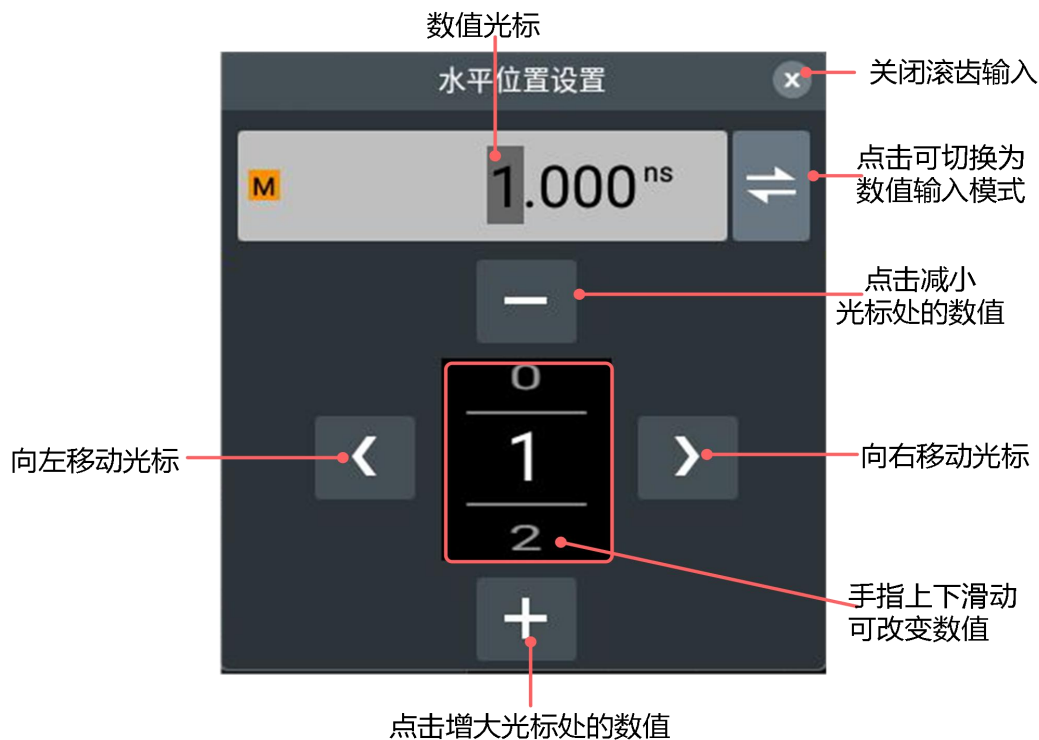 数值光标
水平位置设置
x
关闭滚齿输入
M
1.000 ns
点击可切换为
数值输入模式
点击减小
光标处的数值
0
1
2
向左移动光标
向右移动光标
手指上下滑动
可改变数值
点击增大光标处的数值